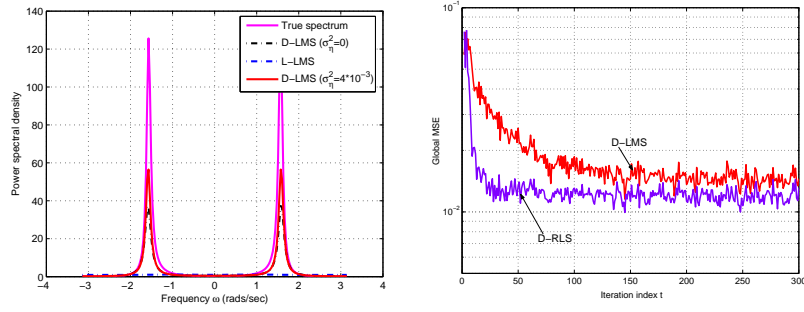 140
120
100
80
60
40
20
0
−4
−3
−2
−1
0
1
2
3
4
Power spectral density
Frequency ω (rads/sec)
True spectrum
D−LMS (σ²η=0)
L−LMS
D−LMS (σ²η=4*10⁻³)
10⁻¹
10⁻²
0
50
100
150
200
250
300
Global MSE
Iteration index t
D−LMS
D−RLS